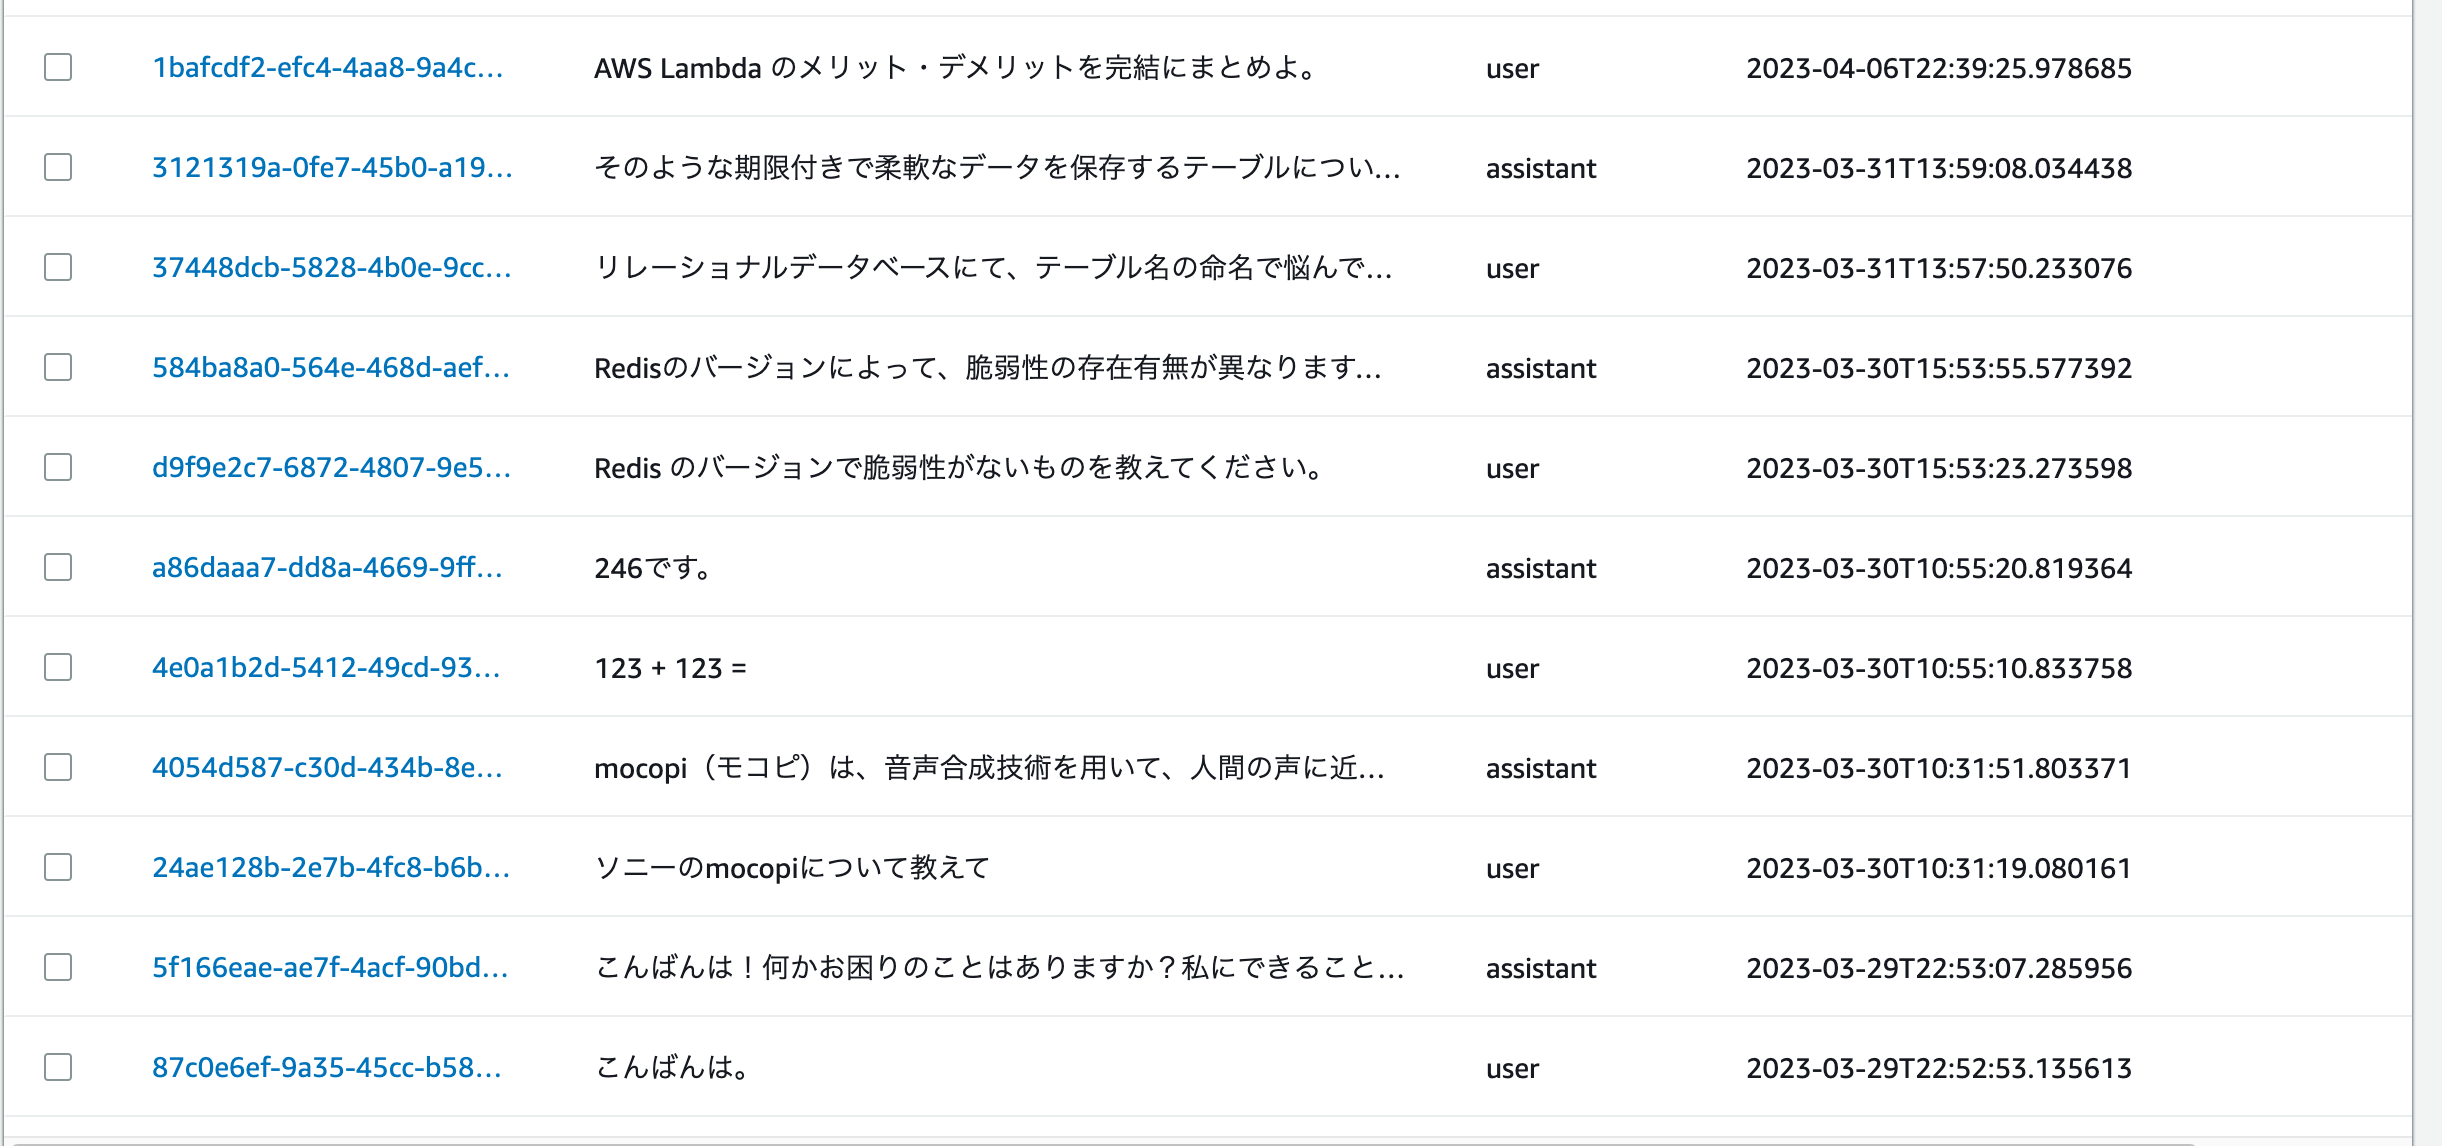 1bafcdf2-efc4-4aa8-9a4c... AWS Lambda のメリット・デメリットを完結にまとめよ。 user 2023-04-06T22:39:25.978685
3121319a-0fe7-45b0-a19... そのような期限付きで柔軟なデータを保存するテーブルについ... assistant 2023-03-31T13:59:08.034438
37448dcb-5828-4b0e-9cc... リレーショナルデータベースにて、テーブル名の命名で悩んで... user 2023-03-31T13:57:50.233076
584ba8a0-564e-468d-aef... Redisのバージョンによって、脆弱性の存在有無が異なります... assistant 2023-03-30T15:53:55.577392
d9f9e2c7-6872-4807-9e5... Redis のバージョンで脆弱性がないものを教えてください。 user 2023-03-30T15:53:23.273598
a86daaa7-dd8a-4669-9ff... 246です。 assistant 2023-03-30T10:55:20.819364
4e0a1b2d-5412-49cd-93... 123 + 123 = user 2023-03-30T10:55:10.833758
4054d587-c30d-434b-8e... mocopi（モコピ）は、音声合成技術を用いて、人間の声に近... assistant 2023-03-30T10:31:51.803371
24ae128b-2e7b-4fc8-b6b... ソニーのmocopiについて教えて user 2023-03-30T10:31:19.080161
5f166eae-ae7f-4acf-90bd... こんばんは！何かお困りのことはありますか？私にできること... assistant 2023-03-29T22:53:07.285956
87c0e6ef-9a35-45cc-b58... こんばんは。 user 2023-03-29T22:52:53.135613